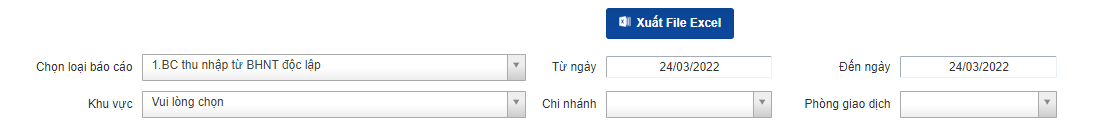 Xuất File Excel
Chọn loại báo cáo 1.BC thu nhập từ BHNT độc lập Từ ngày 24/03/2022 Đến ngày 24/03/2022
Khu vực Vui lòng chọn Chi nhánh Phòng giao dịch